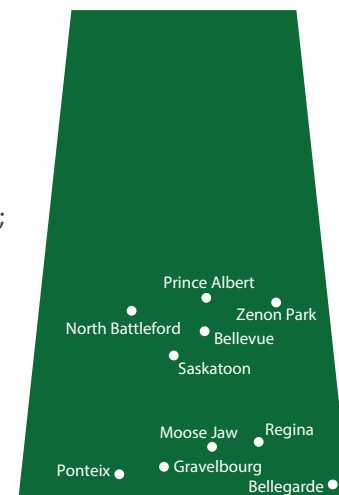 ;
Prince Albert
Zenon Park
North Battleford
Bellevue
Saskatoon
Moose Jaw
Regina
Ponteix
Gravelbourg
Bellegarde